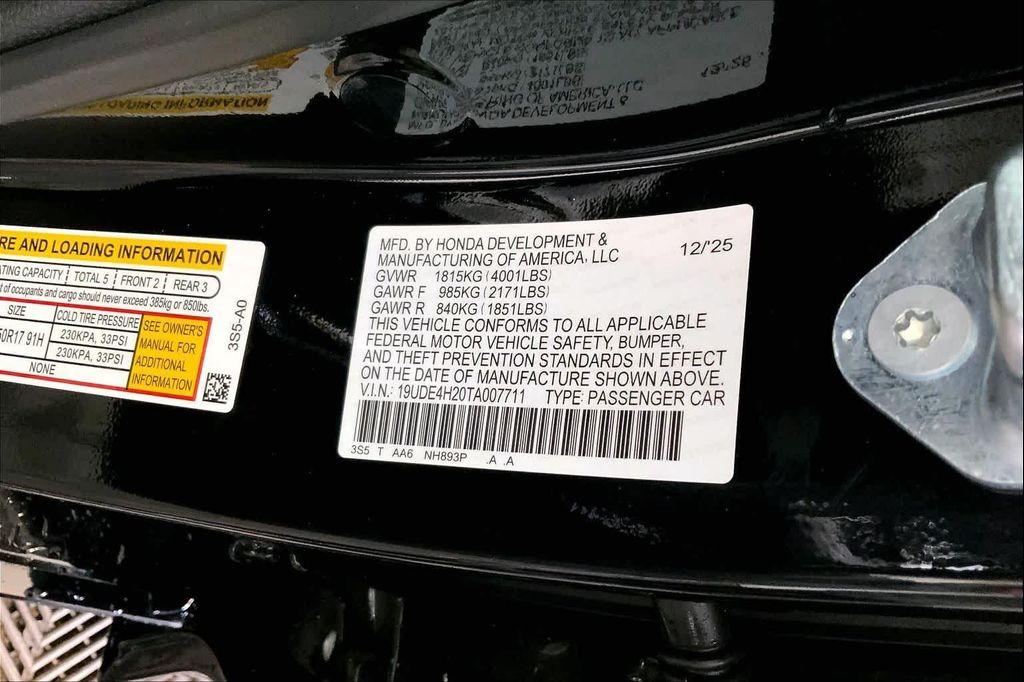 RE AND LOADING INFORMATION
ATING CAPACITY TOTAL 5 FRONT 2 REAR 3
of occupants and cargo should never exceed 385kg or 850lbs.
SIZE COLD TIRE PRESSURE SEE OWNER'S MANUAL FOR ADDITIONAL INFORMATION
50R17 91H 230KPA, 33PSI
230KPA, 33PSI
NONE
3S5-A0
MFD. BY HONDA DEVELOPMENT & 12/'25
MANUFACTURING OF AMERICA, LLC
GVWR 1815KG (4001LBS)
GAWR F 985KG (2171LBS)
GAWR R 840KG (1851LBS)
THIS VEHICLE CONFORMS TO ALL APPLICABLE
FEDERAL MOTOR VEHICLE SAFETY, BUMPER,
AND THEFT PREVENTION STANDARDS IN EFFECT
ON THE DATE OF MANUFACTURE SHOWN ABOVE.
V.I.N.: 19UDE4H20TA007711 TYPE: PASSENGER CAR
3S5 T AA6 NH893P .A .A